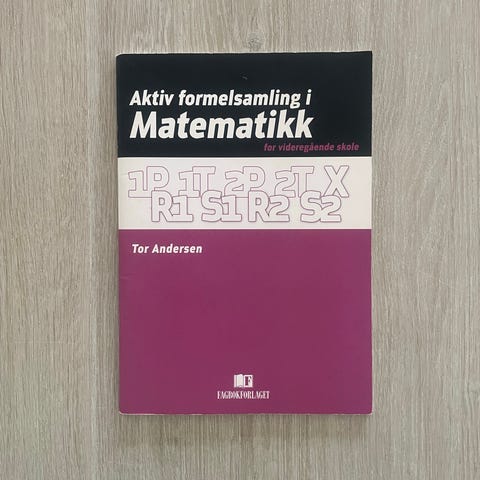 Aktiv formelsamling i
Matematikk
for videregående skole
1P 1T 2P 2T X
R1 S1 R2 S2
Tor Andersen
FAGBOKFORLAGET